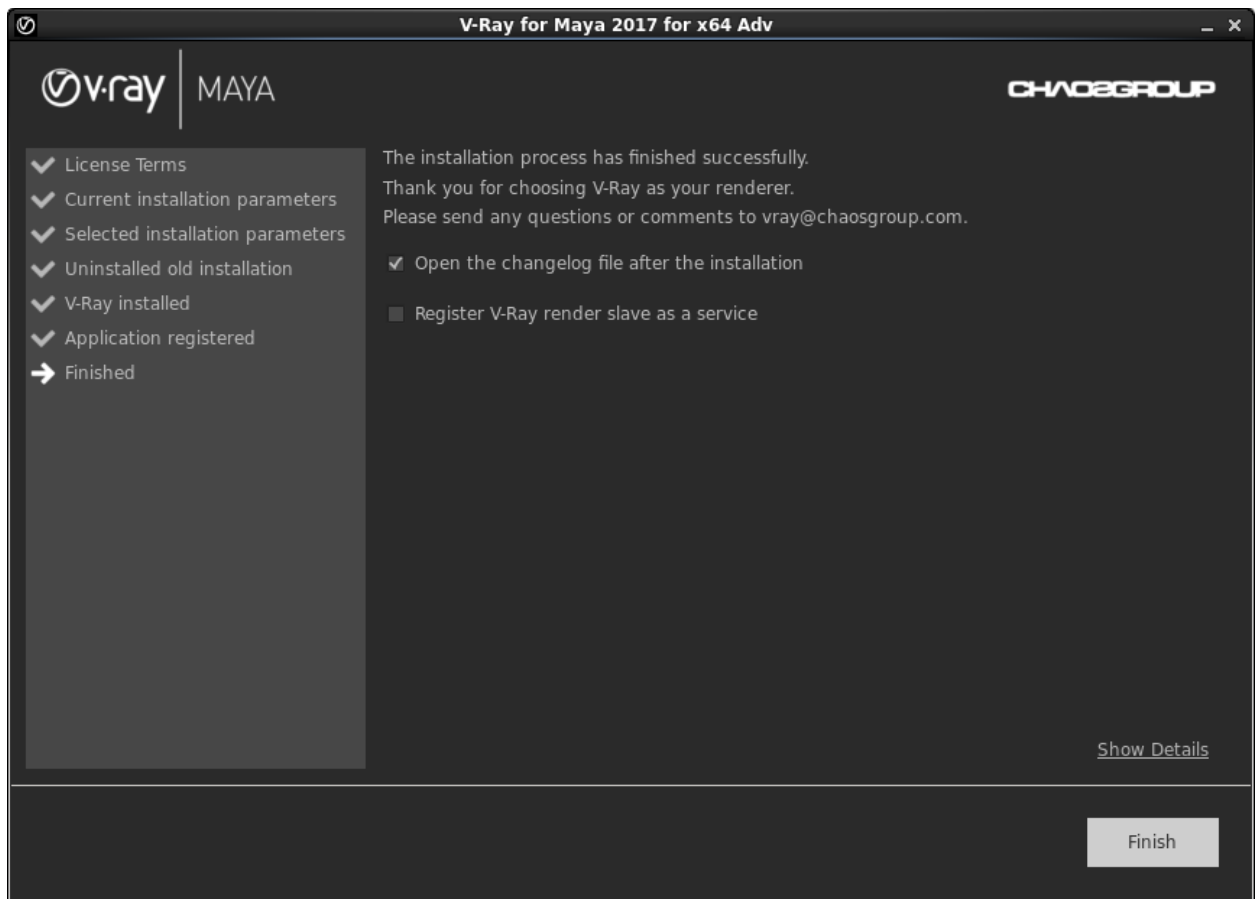 V-Ray for Maya 2017 for x64 Adv
v·ray | MAYA
CHAOSGROUP
License Terms
Current installation parameters
Selected installation parameters
Uninstalled old installation
V-Ray installed
Application registered
Finished
The installation process has finished successfully.
Thank you for choosing V-Ray as your renderer.
Please send any questions or comments to vray@chaosgroup.com.
Open the changelog file after the installation
Register V-Ray render slave as a service
Show Details
Finish